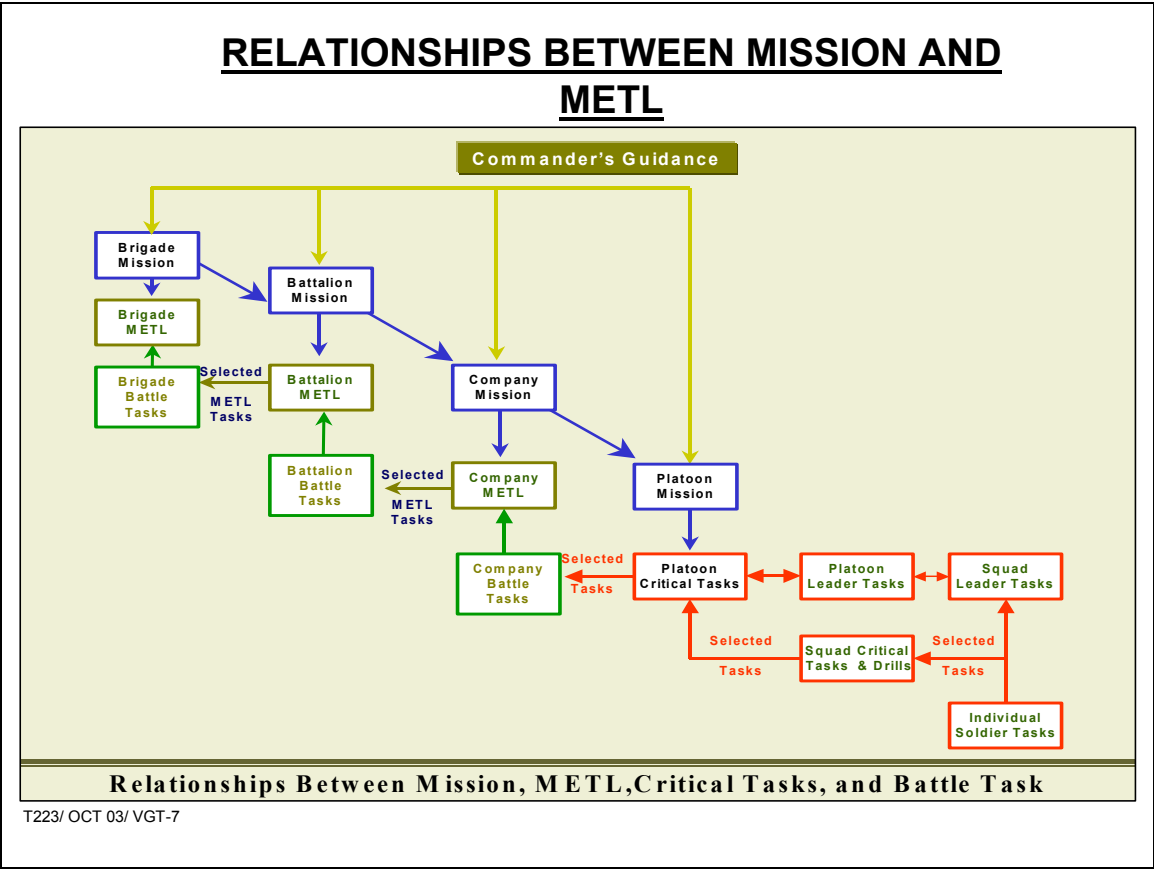 RELATIONSHIPS BETWEEN MISSION AND
METL
Commander's Guidance
Brigade
Mission
Battalion
Mission
Brigade
METL
Brigade
Battle
Tasks
Selected
METL
Tasks
Battalion
METL
Company
Mission
Battalion
Battle
Tasks
Selected
METL
Tasks
Company
METL
Platoon
Mission
Company
Battle
Tasks
Selected
Tasks
Platoon
Critical Tasks
Platoon
Leader Tasks
Squad
Leader Tasks
Selected
Tasks
Squad Critical
Tasks & Drills
Selected
Tasks
Individual
Soldier Tasks
Relationships Between Mission, METL,Critical Tasks, and Battle Task
T223/ OCT 03/ VGT-7